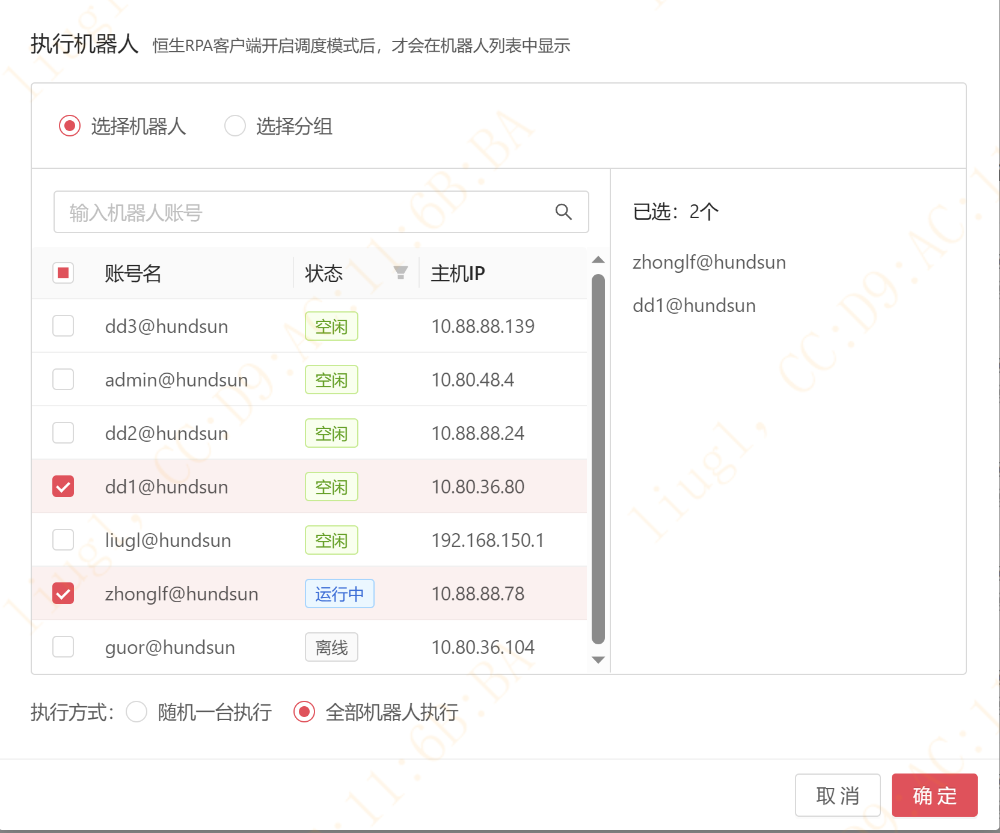 执行机器人 恒生RPA客户端开启调度模式后，才会在机器人列表中显示
选择机器人 选择分组
输入机器人账号
账号名 状态 主机IP
dd3@hundsun 空闲 10.88.88.139
admin@hundsun 空闲 10.80.48.4
dd2@hundsun 空闲 10.88.88.24
dd1@hundsun 空闲 10.80.36.80
liugl@hundsun 空闲 192.168.150.1
zhonglf@hundsun 运行中 10.88.88.78
guor@hundsun 离线 10.80.36.104
已选：2个
zhonglf@hundsun
dd1@hundsun
执行方式： 随机一台执行 全部机器人执行
取 消 确 定
liugl, CC:D9:AC:11:6B:BA